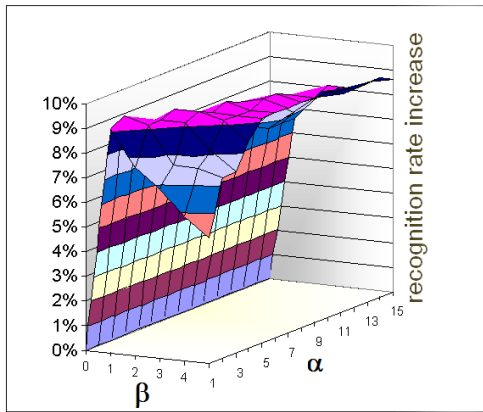 10%
9%
8%
7%
6%
5%
4%
3%
2%
1%
0%
0 1 2 3 4
β
1 3 5 7 9 11 13 15
α
recognition rate increase